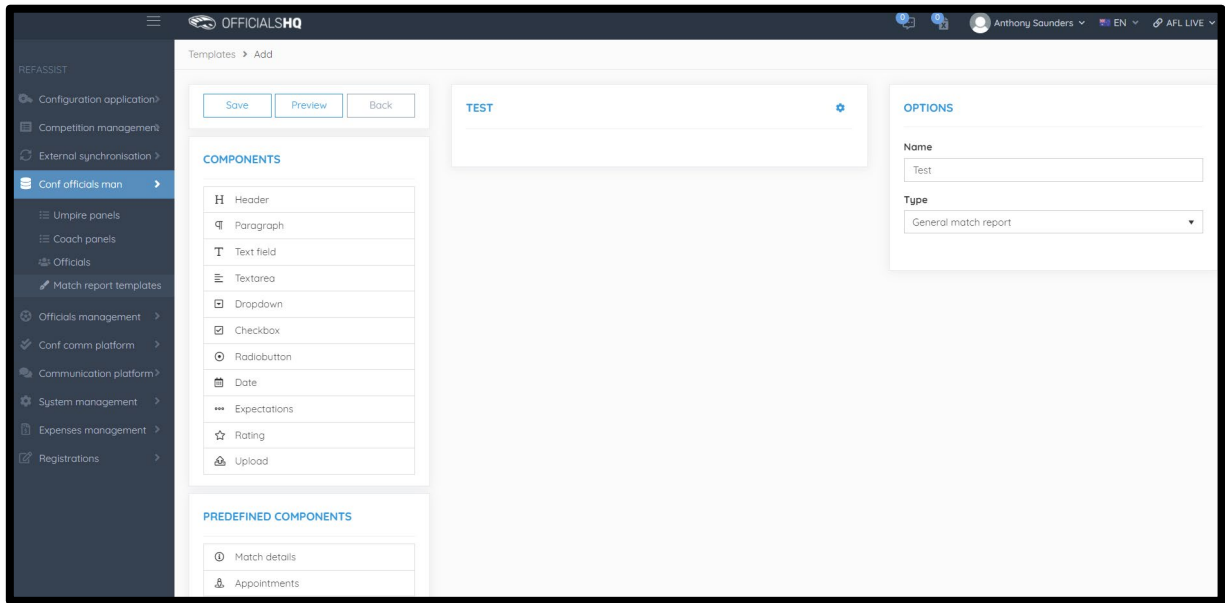 OFFICIALSHQ
0
0
Anthony Saunders
EN
AFL LIVE
Templates > Add
REFASSIST
Configuration application
Competition management
External synchronisation
Conf officials man
Umpire panels
Coach panels
Officials
Match report templates
Officials management
Conf comm platform
Communication platform
System management
Expenses management
Registrations
Save
Preview
Back
COMPONENTS
Header
Paragraph
Text field
Textarea
Dropdown
Checkbox
Radiobutton
Date
Expectations
Rating
Upload
PREDEFINED COMPONENTS
Match details
Appointments
TEST
OPTIONS
Name
Test
Type
General match report